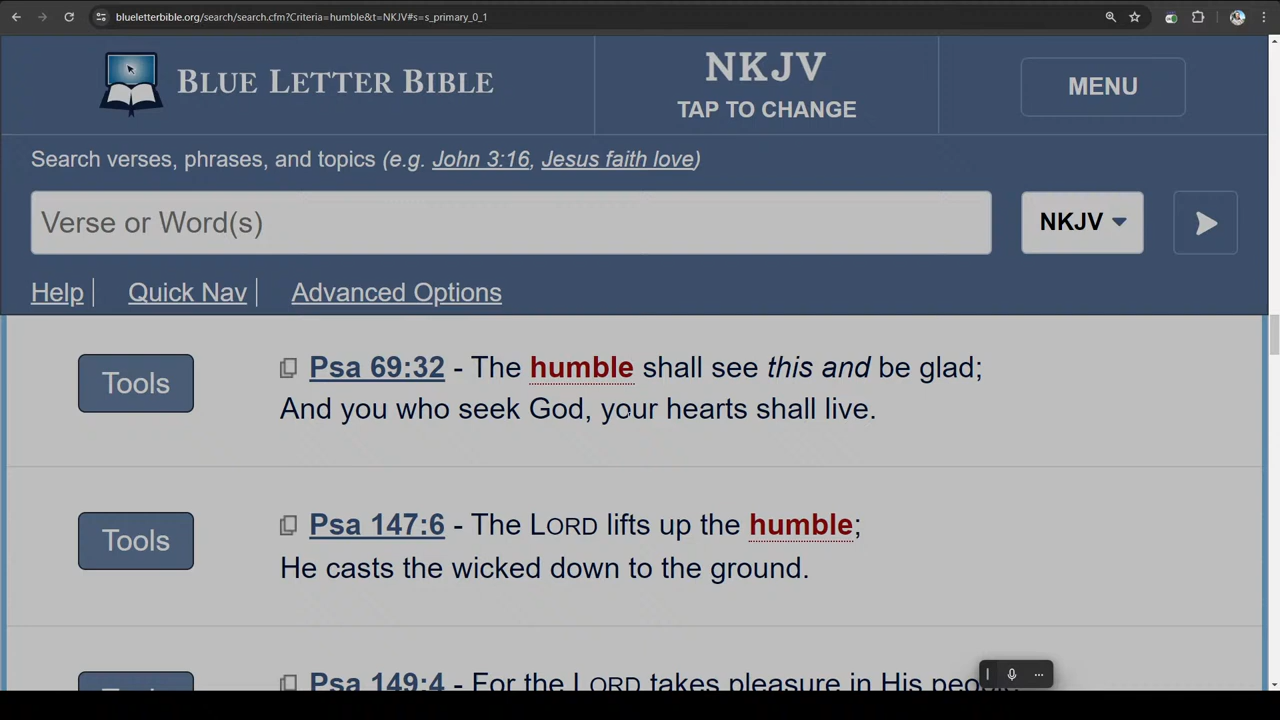 blueletterbible.org/search/search.cfm?Criteria=humble&t=NKJV#s=s_primary_0_1
BLUE LETTER BIBLE
NKJV
TAP TO CHANGE
MENU
Search verses, phrases, and topics (e.g. John 3:16, Jesus faith love)
Verse or Word(s)
NKJV
Help
Quick Nav
Advanced Options
Tools
Psa 69:32 - The humble shall see this and be glad;
And you who seek God, your hearts shall live.
Tools
Psa 147:6 - The LORD lifts up the humble;
He casts the wicked down to the ground.
Psa 149:4 - For the LORD takes pleasure in His people